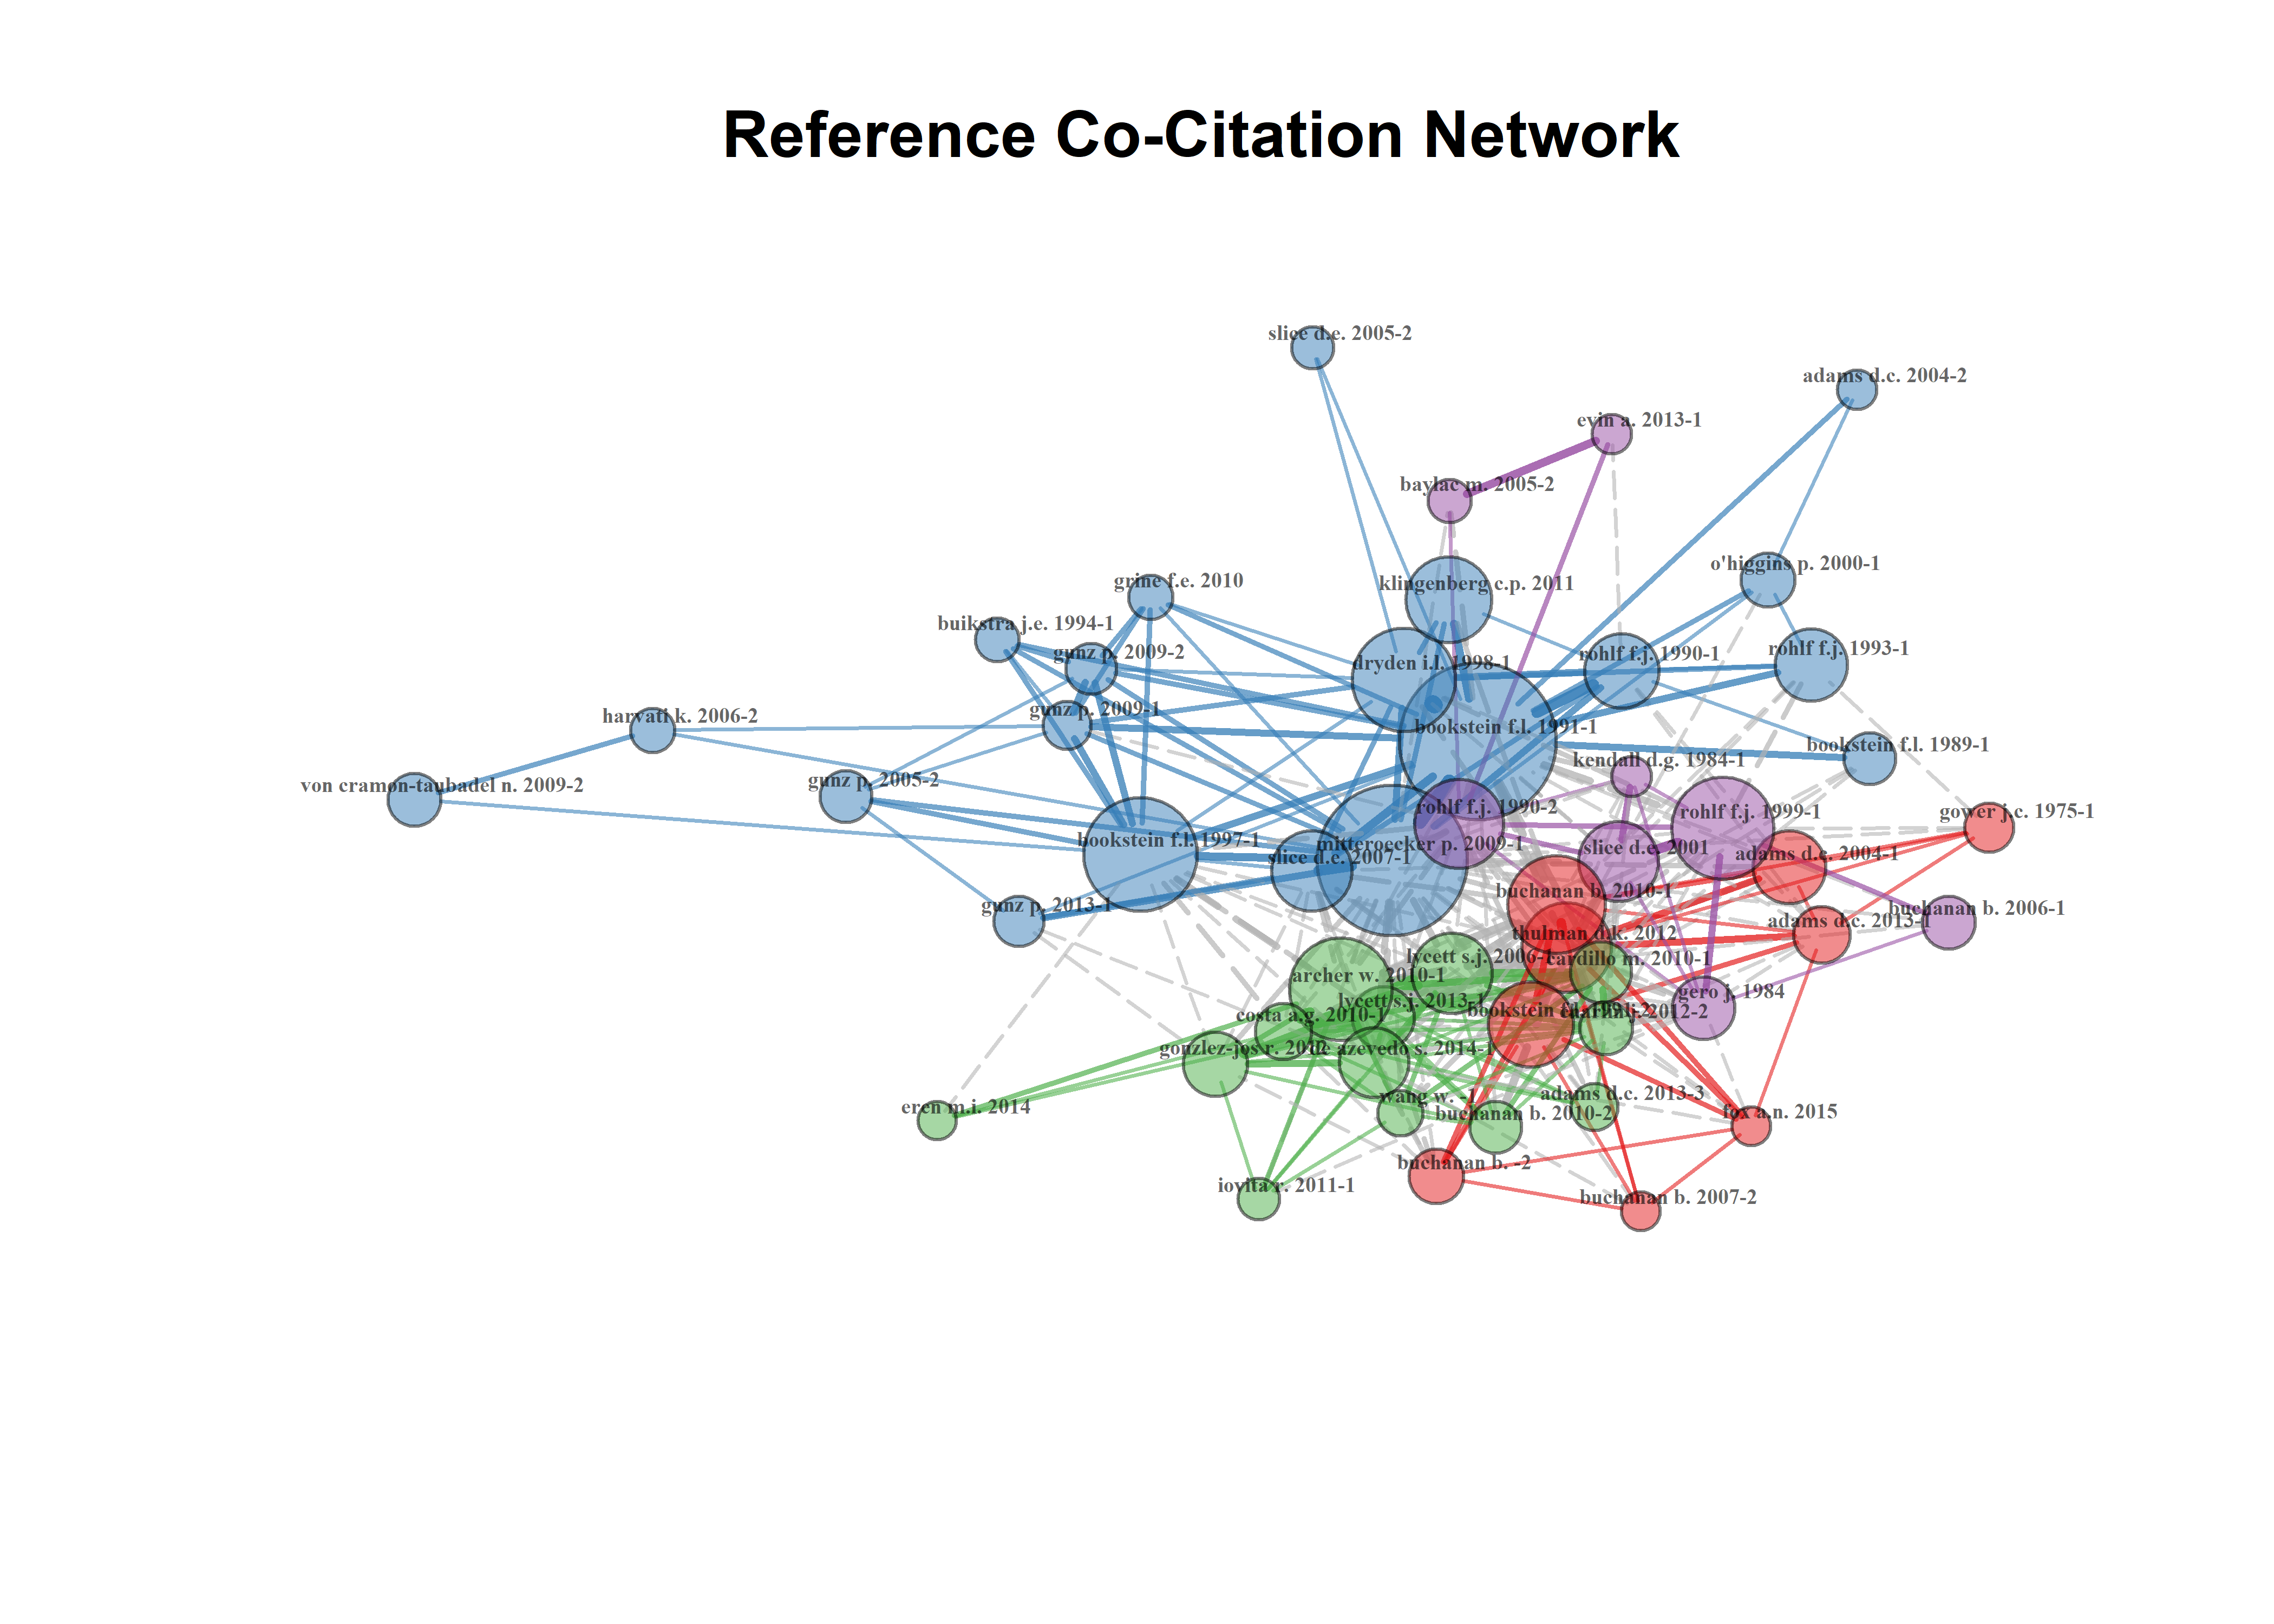 Reference Co-Citation Network
slice d.e. 2005-2
adams d.c. 2004-2
evin a. 2013-1
baylac m. 2005-2
o'higgins p. 2000-1
grine f.e. 2010
klingenberg c.p. 2011
buikstra j.e. 1994-1
gunz p. 2009-2
dryden i.l. 1998-1
rohlf f.j. 1990-1
rohlf f.j. 1993-1
harvati k. 2006-2
gunz p. 2009-1
bookstein f.l. 1991-1
bookstein f.l. 1989-1
kendall d.g. 1984-1
von cramon-taubadel n. 2009-2
gunz p. 2005-2
rohlf f.j. 1990-2
rohlf f.j. 1999-1
gower j.c. 1975-1
bookstein f.l. 1997-1
mitteroecker p. 2009-1
slice d.e. 2007-1
slice d.e. 2001
adams d.c. 2004-1
buchanan b. 2010-1
gunz p. 2013-1
buchanan b. 2006-1
adams d.c. 2013-1
thulman d.k. 2012
lycett s.j. 2006-1
cardillo m. 2010-1
archer w. 2010-1
gero j. 1984
lycett s.j. 2013-1
costa a.g. 2010-1
bookstein f.l. 1991-2
charlin j. 2012-2
gonzlez-jos r. 2012
de azevedo s. 2014-1
eren m.i. 2014
wang w. -1
adams d.c. 2013-3
buchanan b. 2010-2
fox a.n. 2015
buchanan b. -2
iovita r. 2011-1
buchanan b. 2007-2